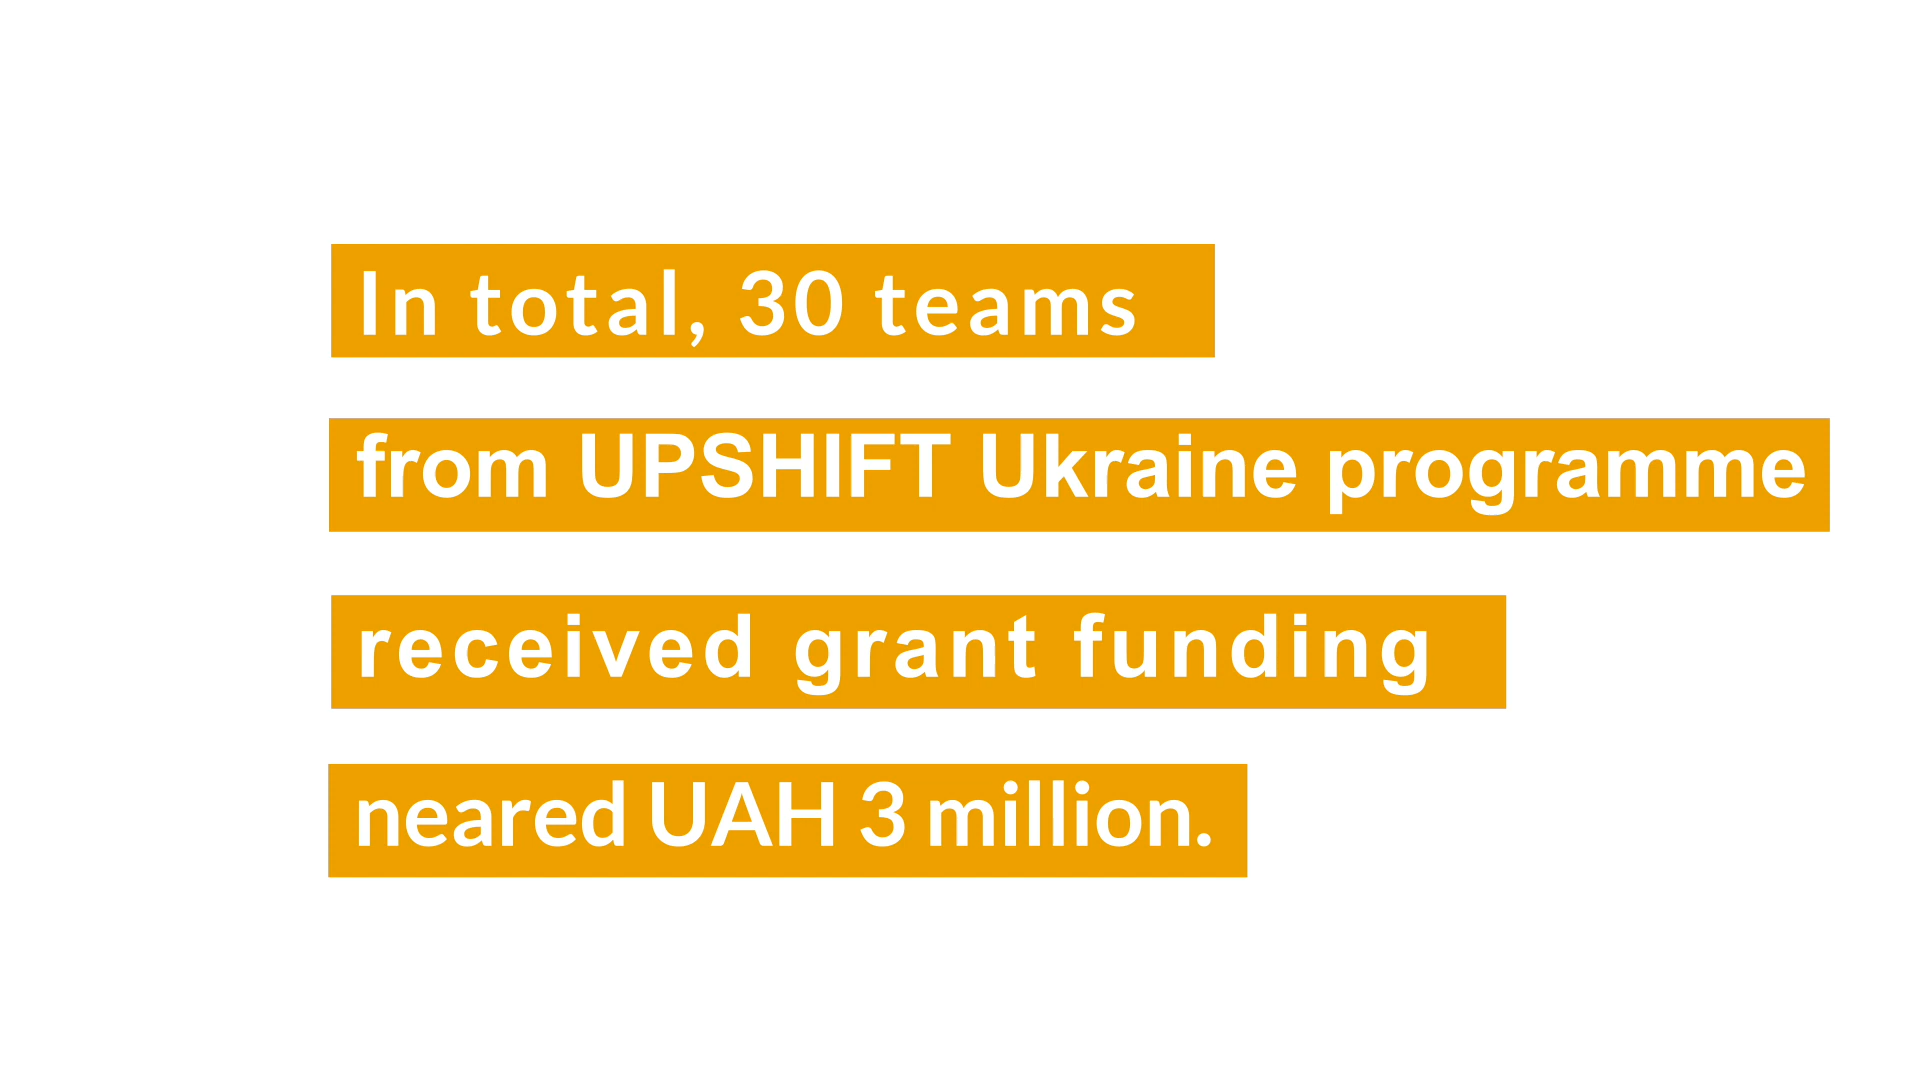 In total, 30 teams
from UPSHIFT Ukraine programme
received grant funding
neared UAH 3 million.